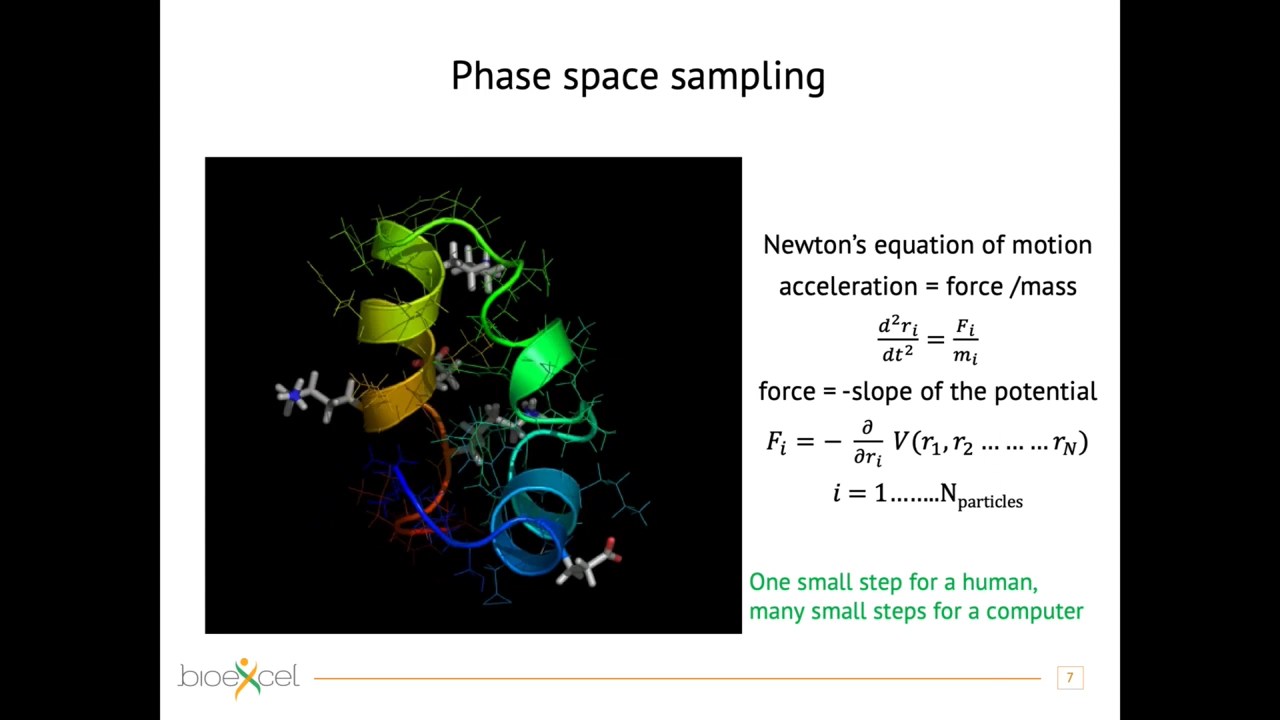 Phase space sampling
Newton's equation of motion
acceleration = force /mass
d²rᵢ/dt² = Fᵢ/mᵢ
force = -slope of the potential
Fᵢ = − ∂/∂rᵢ V(r₁, r₂ … … … r_N)
i = 1……..N_particles
One small step for a human,
many small steps for a computer
bioexcel
7